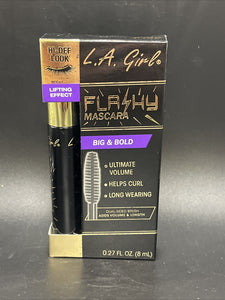 HI-DEF
LOOK
LIFTING
EFFECT
L.A. Girl®
FLASHY
MASCARA
BIG & BOLD
• ULTIMATE
VOLUME
• HELPS CURL
• LONG WEARING
DUAL-SIDED BRUSH
ADDS VOLUME & LENGTH
0.27 FL. OZ. (8 mL)